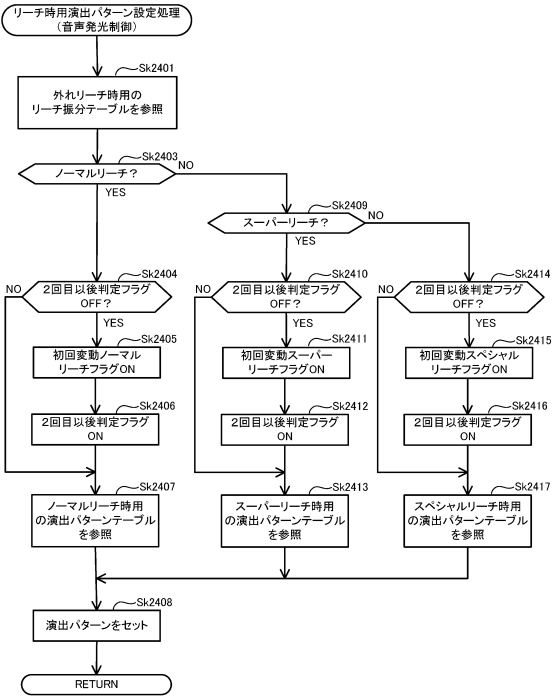 リーチ時用演出パターン設定処理
(音声発光制御)
Sk2401
外れリーチ時用の
リーチ振分テーブルを参照
Sk2403
ノーマルリーチ?
NO
YES
Sk2409
スーパーリーチ?
NO
YES
Sk2404
2回目以後判定フラグ
OFF?
NO
YES
Sk2405
初回変動ノーマル
リーチフラグON
Sk2406
2回目以後判定フラグ
ON
Sk2407
ノーマルリーチ時用
の演出パターンテーブル
を参照
Sk2410
2回目以後判定フラグ
OFF?
NO
YES
Sk2411
初回変動スーパー
リーチフラグON
Sk2412
2回目以後判定フラグ
ON
Sk2413
スーパーリーチ時用
の演出パターンテーブル
を参照
Sk2414
2回目以後判定フラグ
OFF?
NO
YES
Sk2415
初回変動スペシャル
リーチフラグON
Sk2416
2回目以後判定フラグ
ON
Sk2417
スペシャルリーチ時用
の演出パターンテーブル
を参照
Sk2408
演出パターンをセット
RETURN